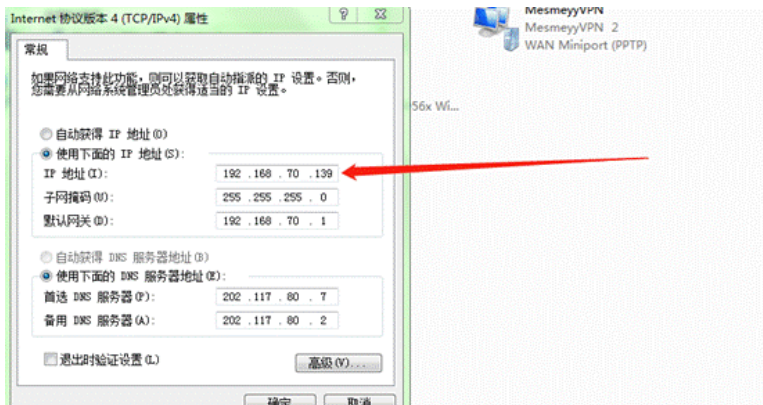 Internet 协议版本 4 (TCP/IPv4) 属性
常规
如果网络支持此功能，则可以获取自动指派的 IP 设置。否则，
您需要从网络系统管理员处获得适当的 IP 设置。
自动获得 IP 地址(O)
使用下面的 IP 地址(S):
IP 地址(I): 192 .168 . 70 .139
子网掩码(U): 255 .255 .255 . 0
默认网关(D): 192 .168 . 70 . 1
自动获得 DNS 服务器地址(B)
使用下面的 DNS 服务器地址(E):
首选 DNS 服务器(P): 202 .117 . 80 . 7
备用 DNS 服务器(A): 202 .117 . 80 . 2
退出时验证设置(L)
高级(V)...
确定 取消
MesmeyyVPN
MesmeyyVPN 2
WAN Miniport (PPTP)
56x Wi...